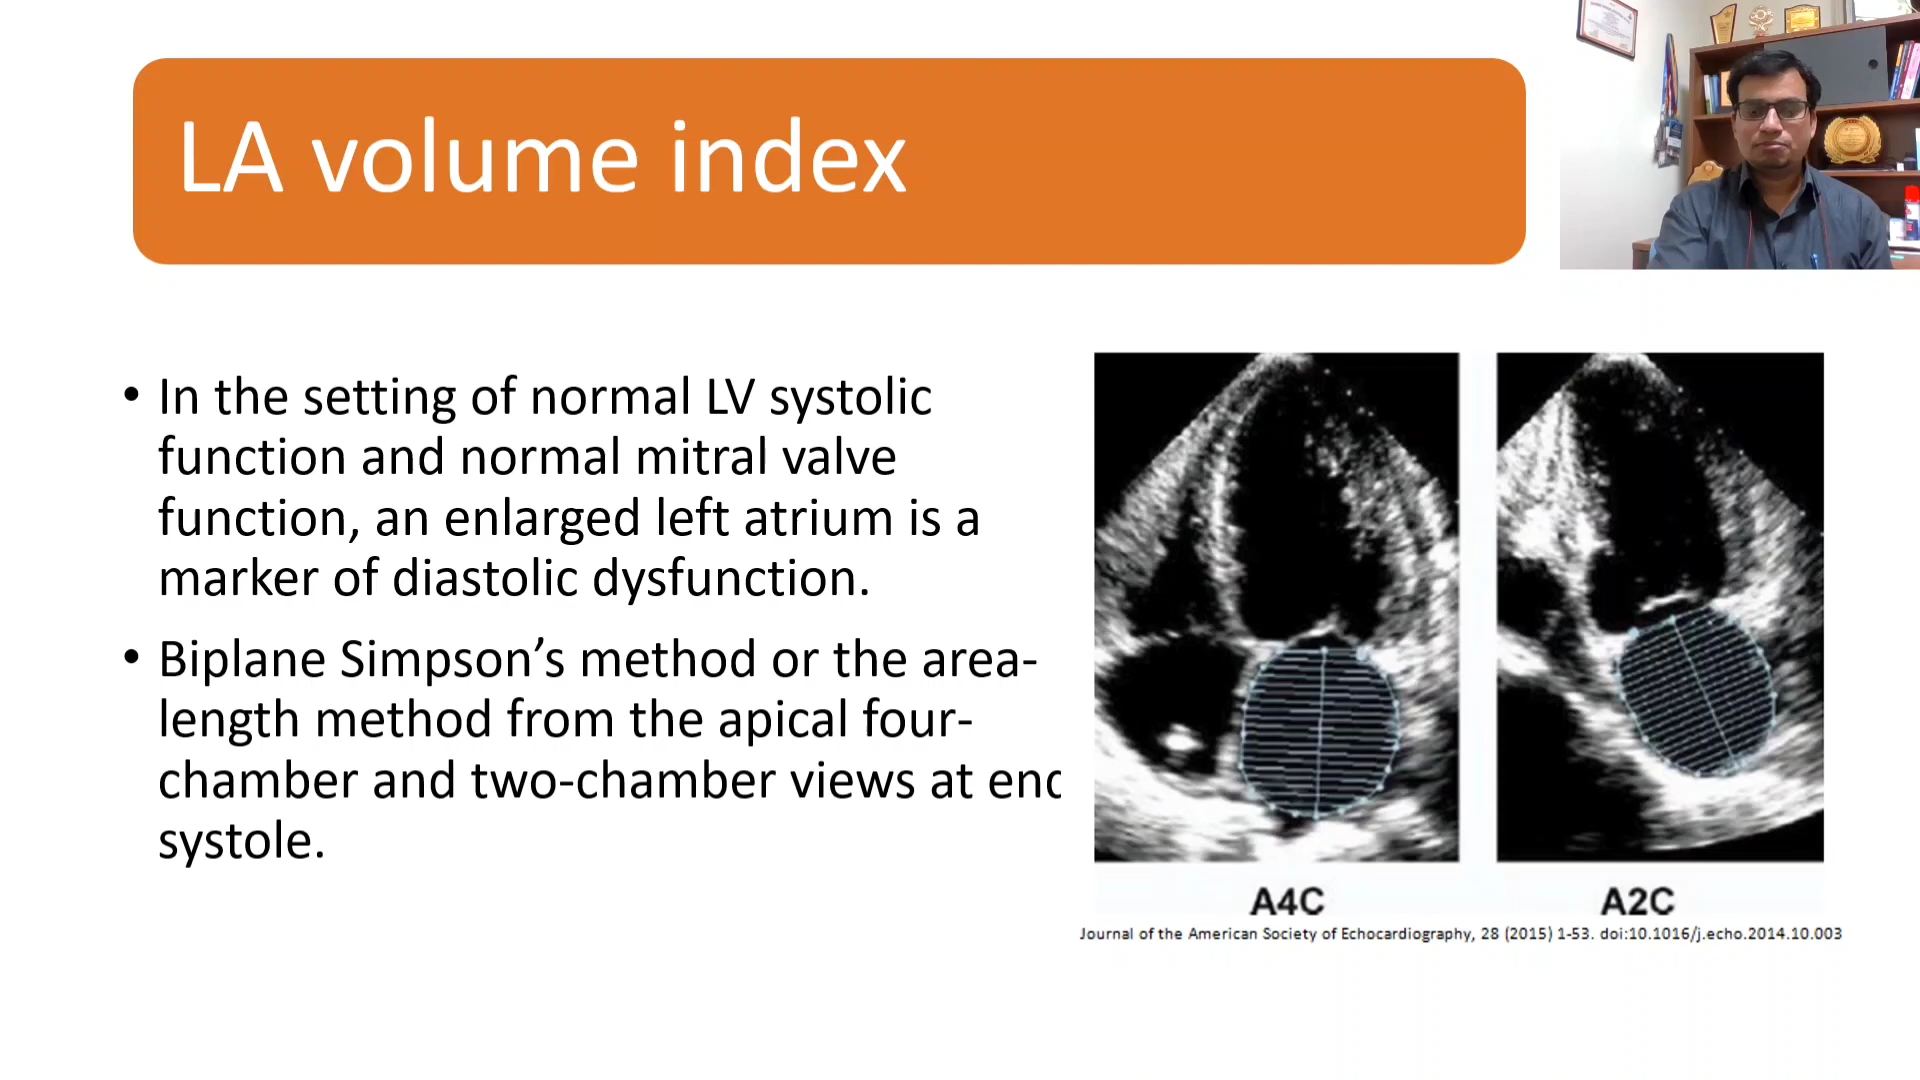 LA volume index
• In the setting of normal LV systolic
function and normal mitral valve
function, an enlarged left atrium is a
marker of diastolic dysfunction.
• Biplane Simpson’s method or the area-
length method from the apical four-
chamber and two-chamber views at end
systole.
A4C
A2C
Journal of the American Society of Echocardiography, 28 (2015) 1-53. doi:10.1016/j.echo.2014.10.003